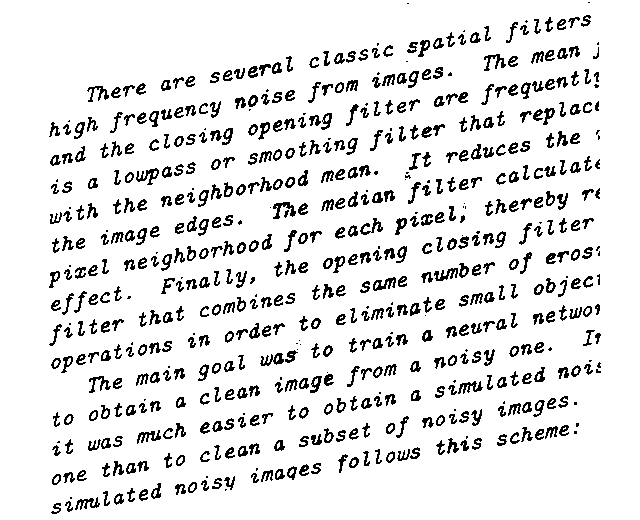 There are several classic spatial filters
high frequency noise from images. The mean
and the closing opening filter are frequently
is a lowpass or smoothing filter that replace
with the neighborhood mean. It reduces the
the image edges. The median filter calculate
pixel neighborhood for each pixel, thereby re
effect. Finally, the opening closing filter
filter that combines the same number of eros
operations in order to eliminate small object
The main goal was to train a neural networ
to obtain a clean image from a noisy one. In
it was much easier to obtain a simulated nois
one than to clean a subset of noisy images.
simulated noisy images follows this scheme: